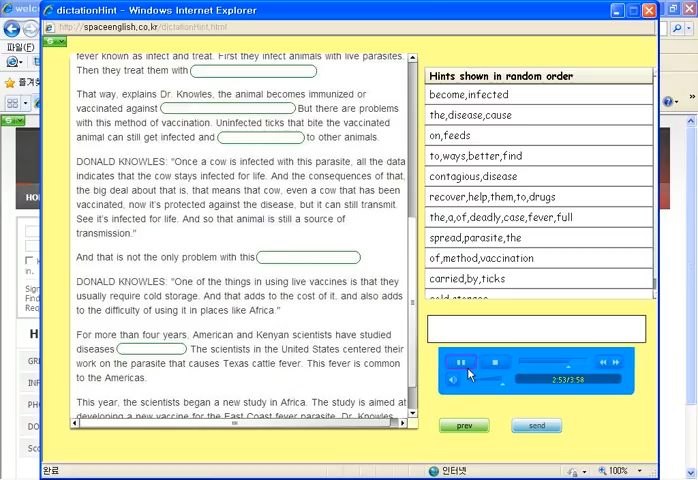 dictationHint - Windows Internet Explorer
http://spaceenglish.co.kr/dictationHint.html
fever known as infect and treat. First they infect animals with live parasites.
Then they treat them with
That way, explains Dr. Knowles, the animal becomes immunized or
vaccinated against But there are problems
with this method of vaccination. Uninfected ticks that bite the vaccinated
animal can still get infected and to other animals.
DONALD KNOWLES: "Once a cow is infected with this parasite, all the data
indicates that the cow stays infected for life. And the consequences of that,
the big deal about that is, that means that cow, even a cow that has been
vaccinated, now it's protected against the disease, but it can still transmit.
See it's infected for life. And so that animal is still a source of
transmission."
And that is not the only problem with this
DONALD KNOWLES: "One of the things in using live vaccines is that they
usually require cold storage. And that adds to the cost of it, and also adds
to the difficulty of using it in places like Africa."
For more than four years, American and Kenyan scientists have studied
diseases The scientists in the United States centered their
work on the parasite that causes Texas cattle fever. This fever is common
to the Americas.
This year, the scientists began a new study in Africa. The study is aimed at
developing a new vaccine for the East Coast fever parasite. Dr. Knowles
Hints shown in random order
become,infected
the,disease,cause
on,feeds
to,ways,better,find
contagious,disease
recover,help,them,to,drugs
the,a,of,deadly,case,fever,full
spread,parasite,the
of,method,vaccination
carried,by,ticks
cold,storage
2:53/3:58
prev
send
완료
인터넷
100%
파일(F)
즐겨찾